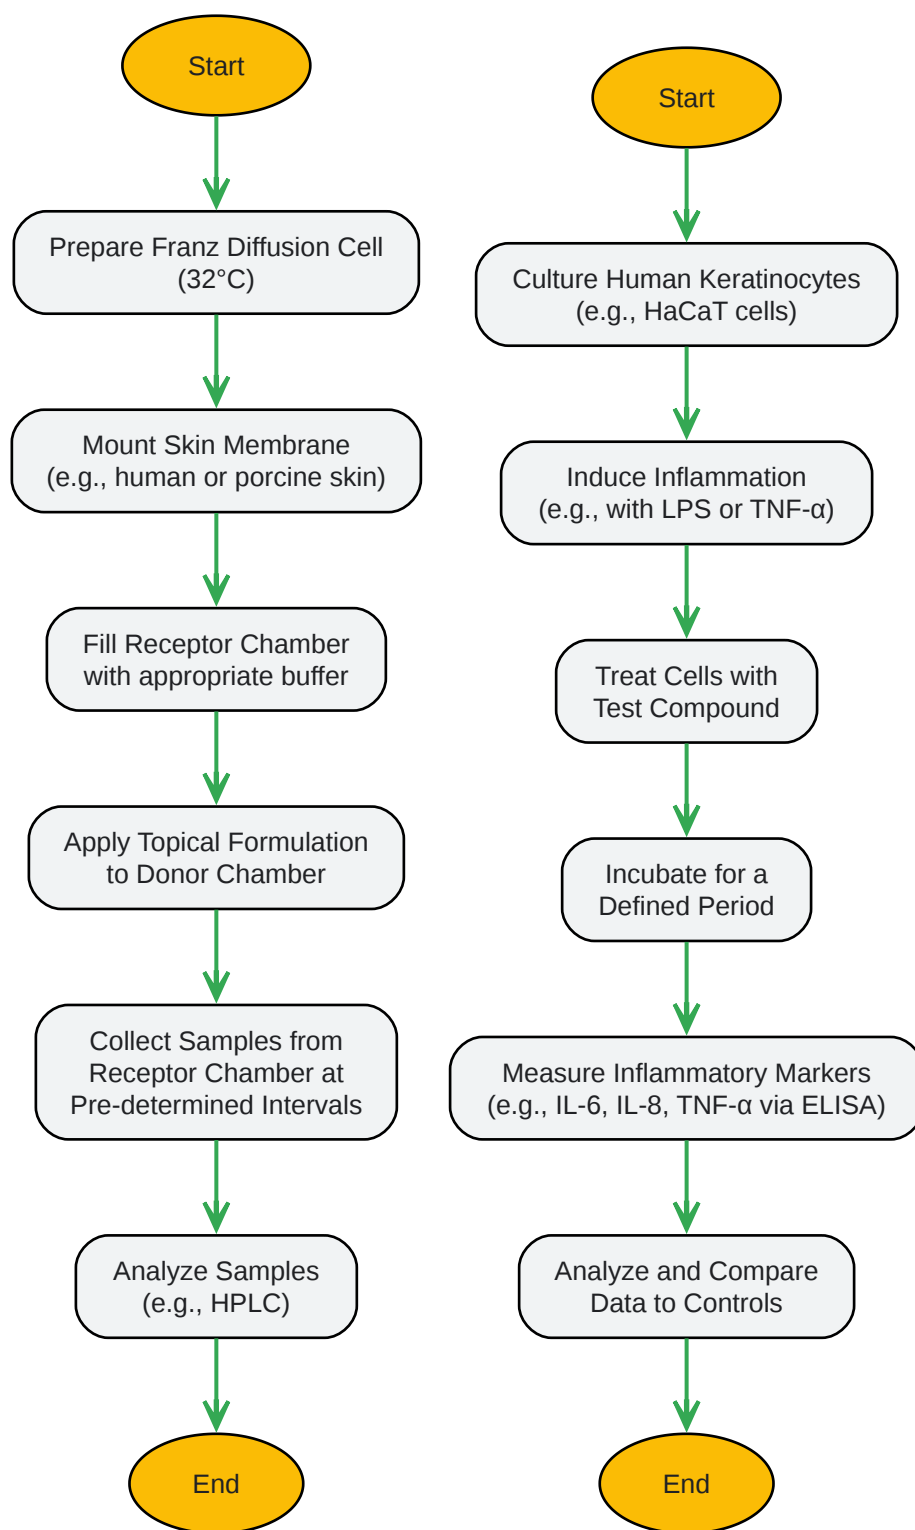 Start
Prepare Franz Diffusion Cell
(32°C)
Mount Skin Membrane
(e.g., human or porcine skin)
Fill Receptor Chamber
with appropriate buffer
Apply Topical Formulation
to Donor Chamber
Collect Samples from
Receptor Chamber at
Pre-determined Intervals
Analyze Samples
(e.g., HPLC)
End
Start
Culture Human Keratinocytes
(e.g., HaCaT cells)
Induce Inflammation
(e.g., with LPS or TNF-α)
Treat Cells with
Test Compound
Incubate for a
Defined Period
Measure Inflammatory Markers
(e.g., IL-6, IL-8, TNF-α via ELISA)
Analyze and Compare
Data to Controls
End